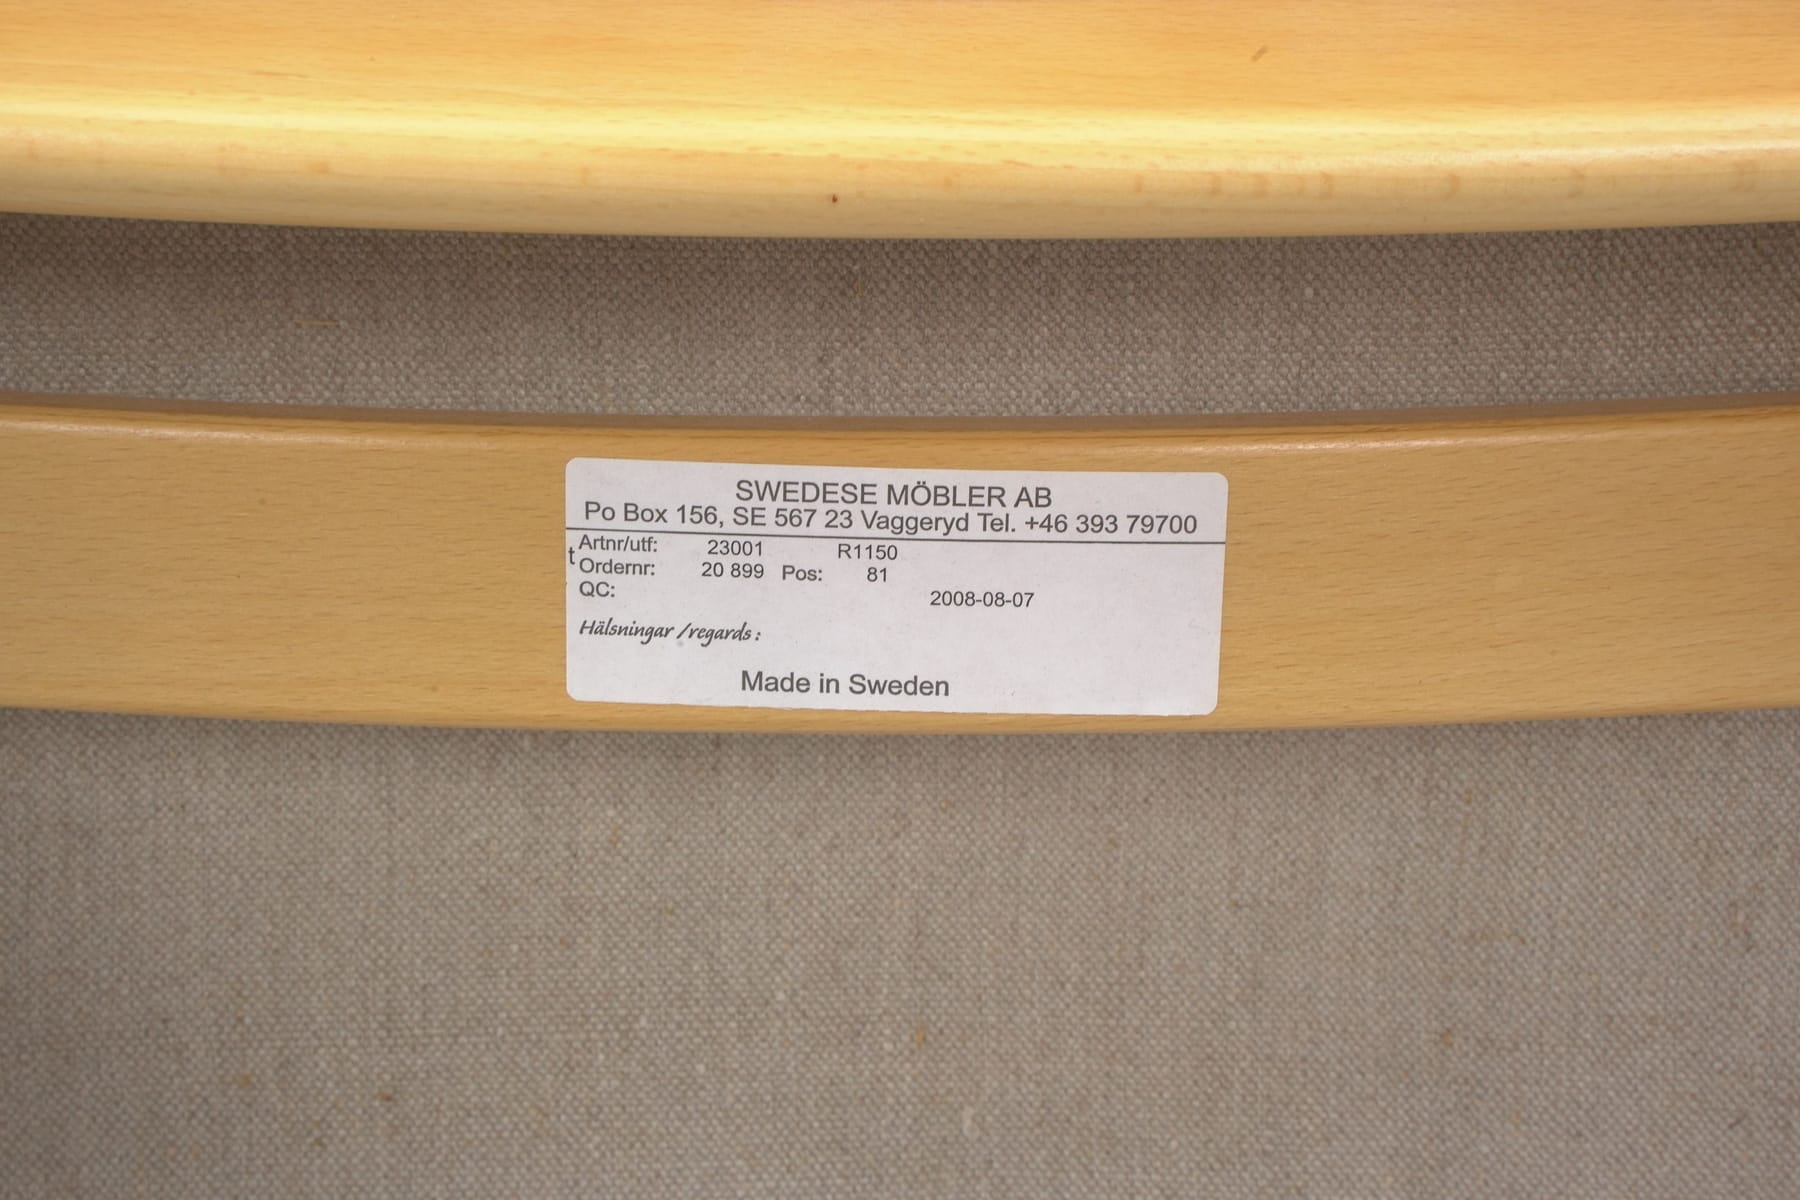 SWEDESE MÖBLER AB
Po Box 156, SE 567 23 Vaggeryd Tel. +46 393 79700
Artnr/utf: 23001 R1150
t Ordernr: 20 899 Pos: 81
QC: 2008-08-07
Hälsningar /regards :
Made in Sweden